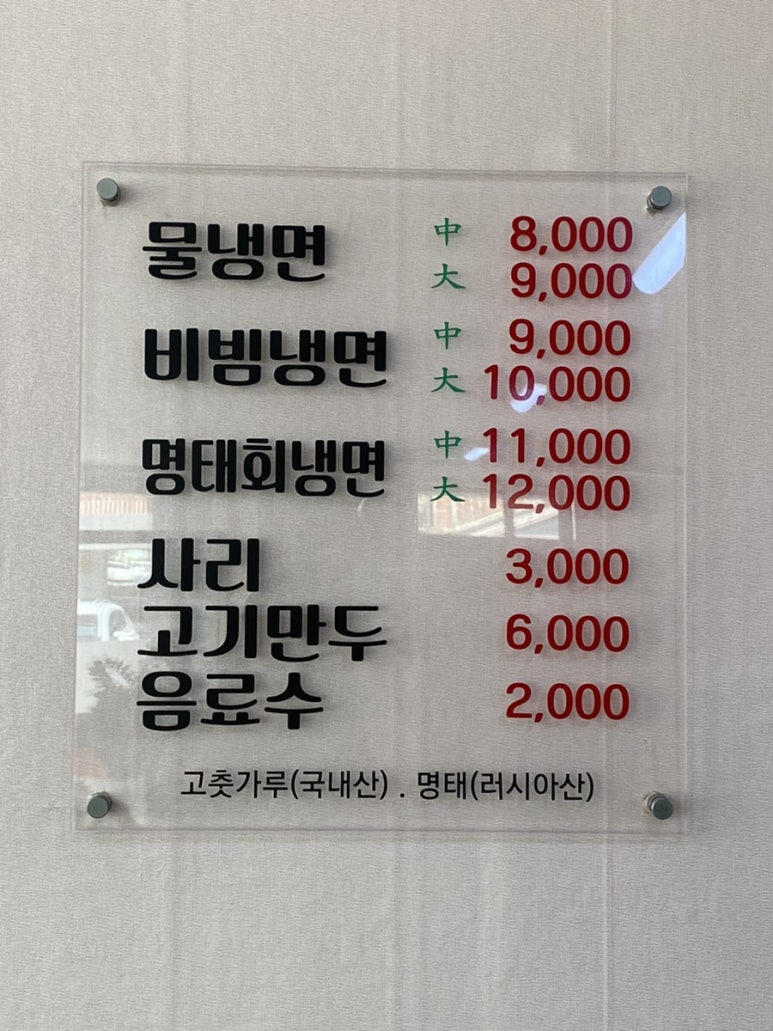 물냉면 中 8,000
大 9,000
비빔냉면 中 9,000
大 10,000
명태회냉면 中 11,000
大 12,000
사리 3,000
고기만두 6,000
음료수 2,000
고춧가루(국내산) . 명태(러시아산)